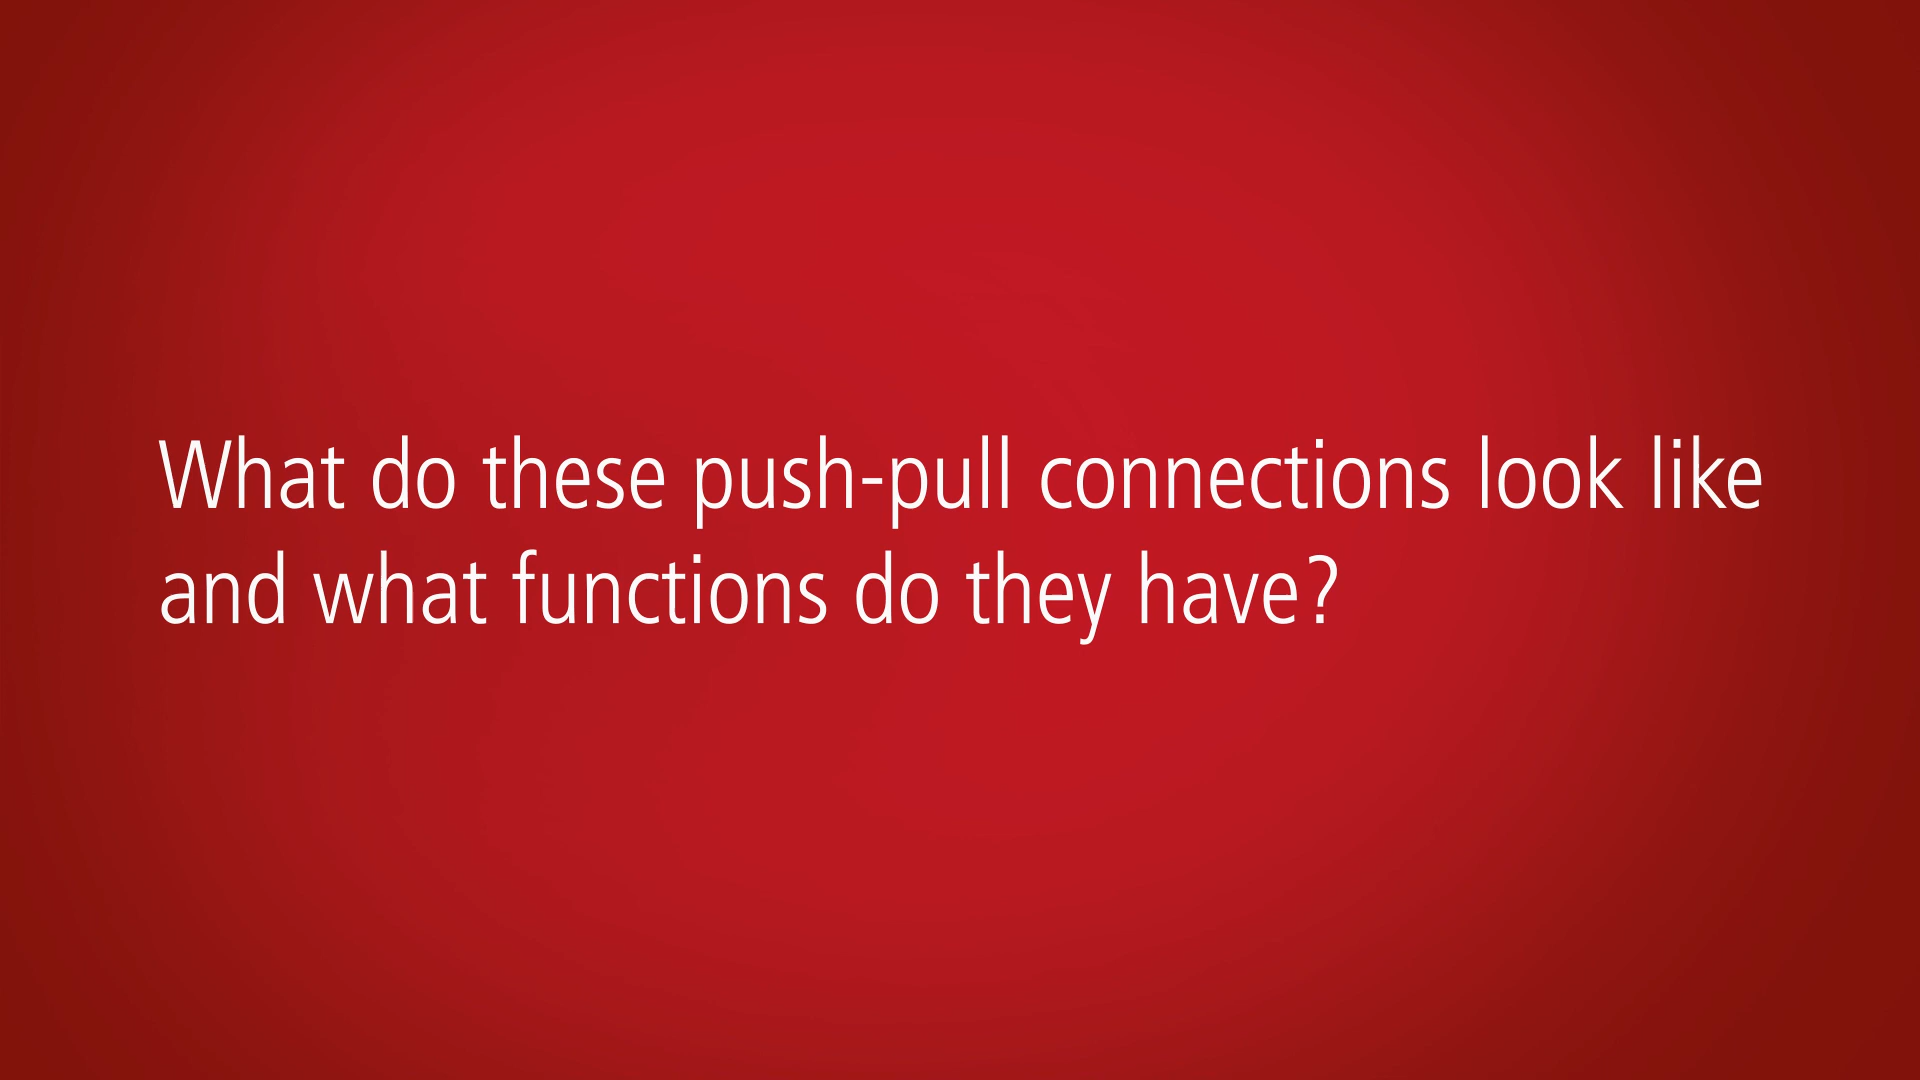 What do these push-pull connections look like
and what functions do they have?